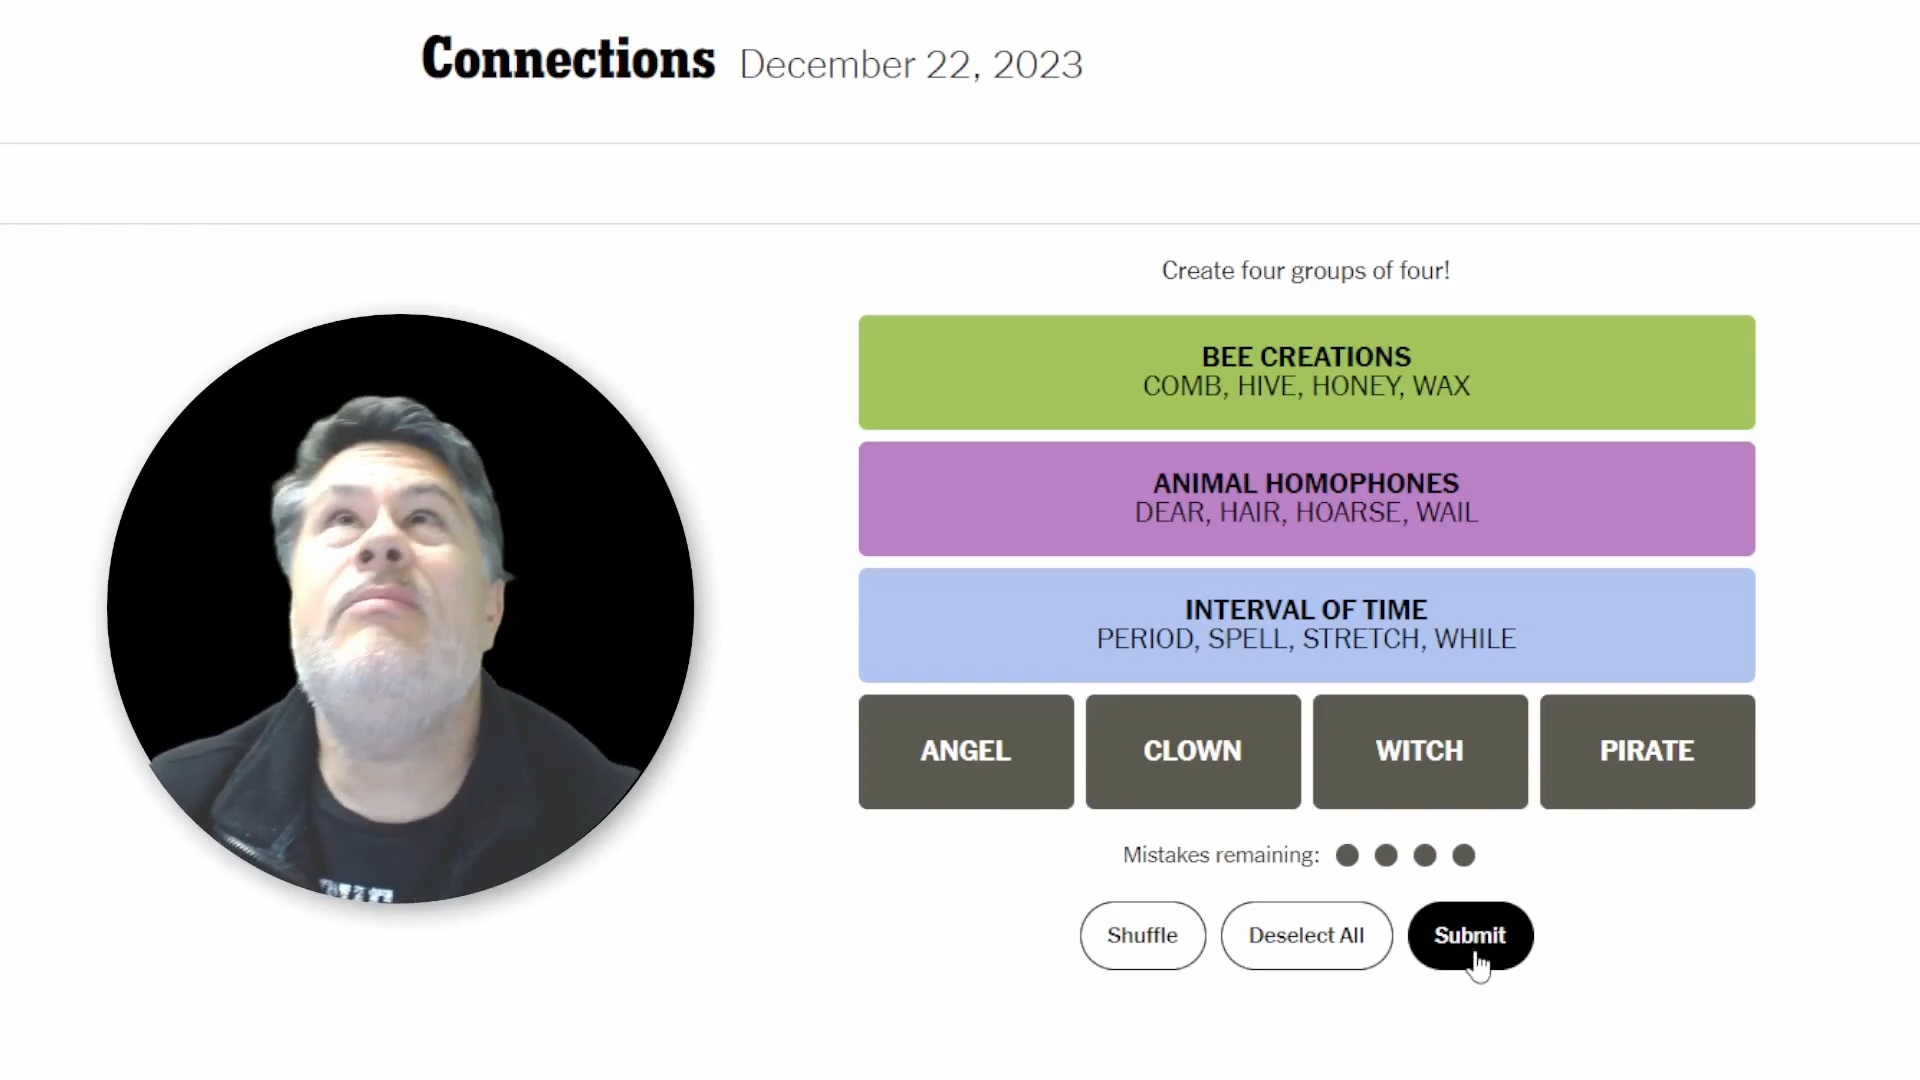 Connections December 22, 2023
Create four groups of four!
BEE CREATIONS
COMB, HIVE, HONEY, WAX
ANIMAL HOMOPHONES
DEAR, HAIR, HOARSE, WAIL
INTERVAL OF TIME
PERIOD, SPELL, STRETCH, WHILE
ANGEL CLOWN WITCH PIRATE
Mistakes remaining:
Shuffle Deselect All Submit